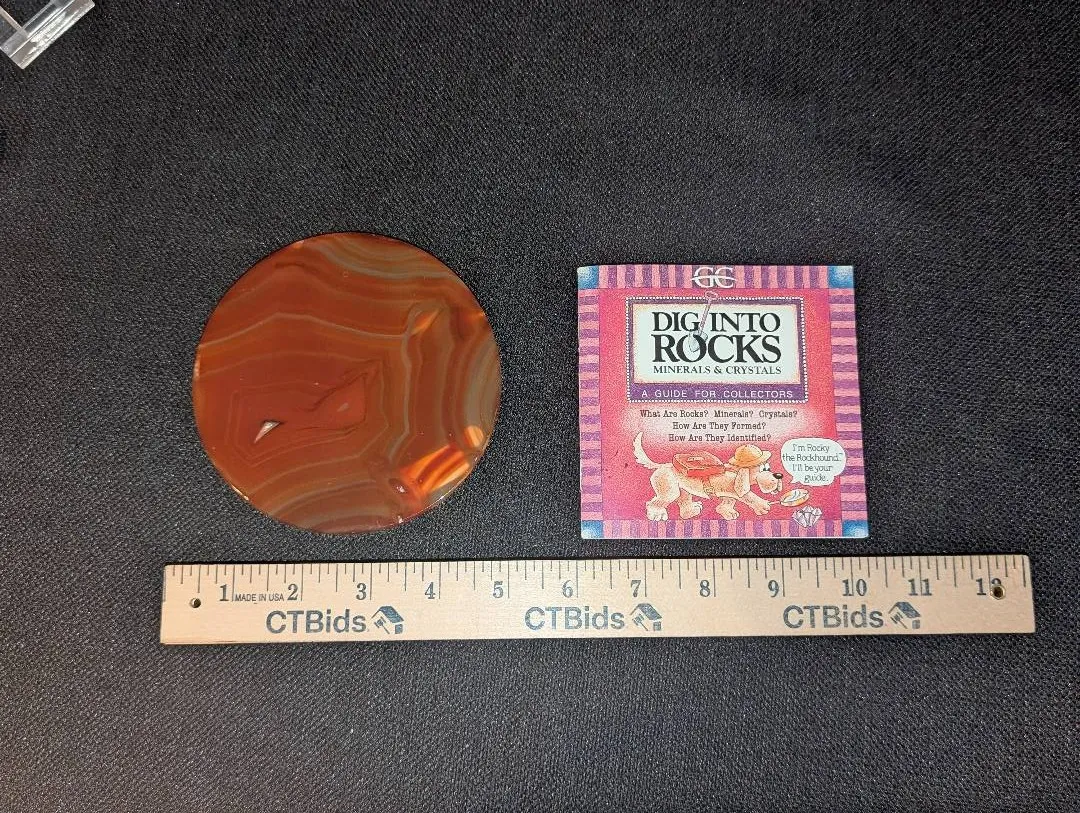 GC
DIG INTO
ROCKS
MINERALS & CRYSTALS
A GUIDE FOR COLLECTORS
What Are Rocks? Minerals? Crystals?
How Are They Formed?
How Are They Identified?
I'm Rocky
the Rockhound.™
I'll be your
guide.
1 MADE IN USA 2 3 4 5 6 7 8 9 10 11 12
CTBids CTBids CTBids